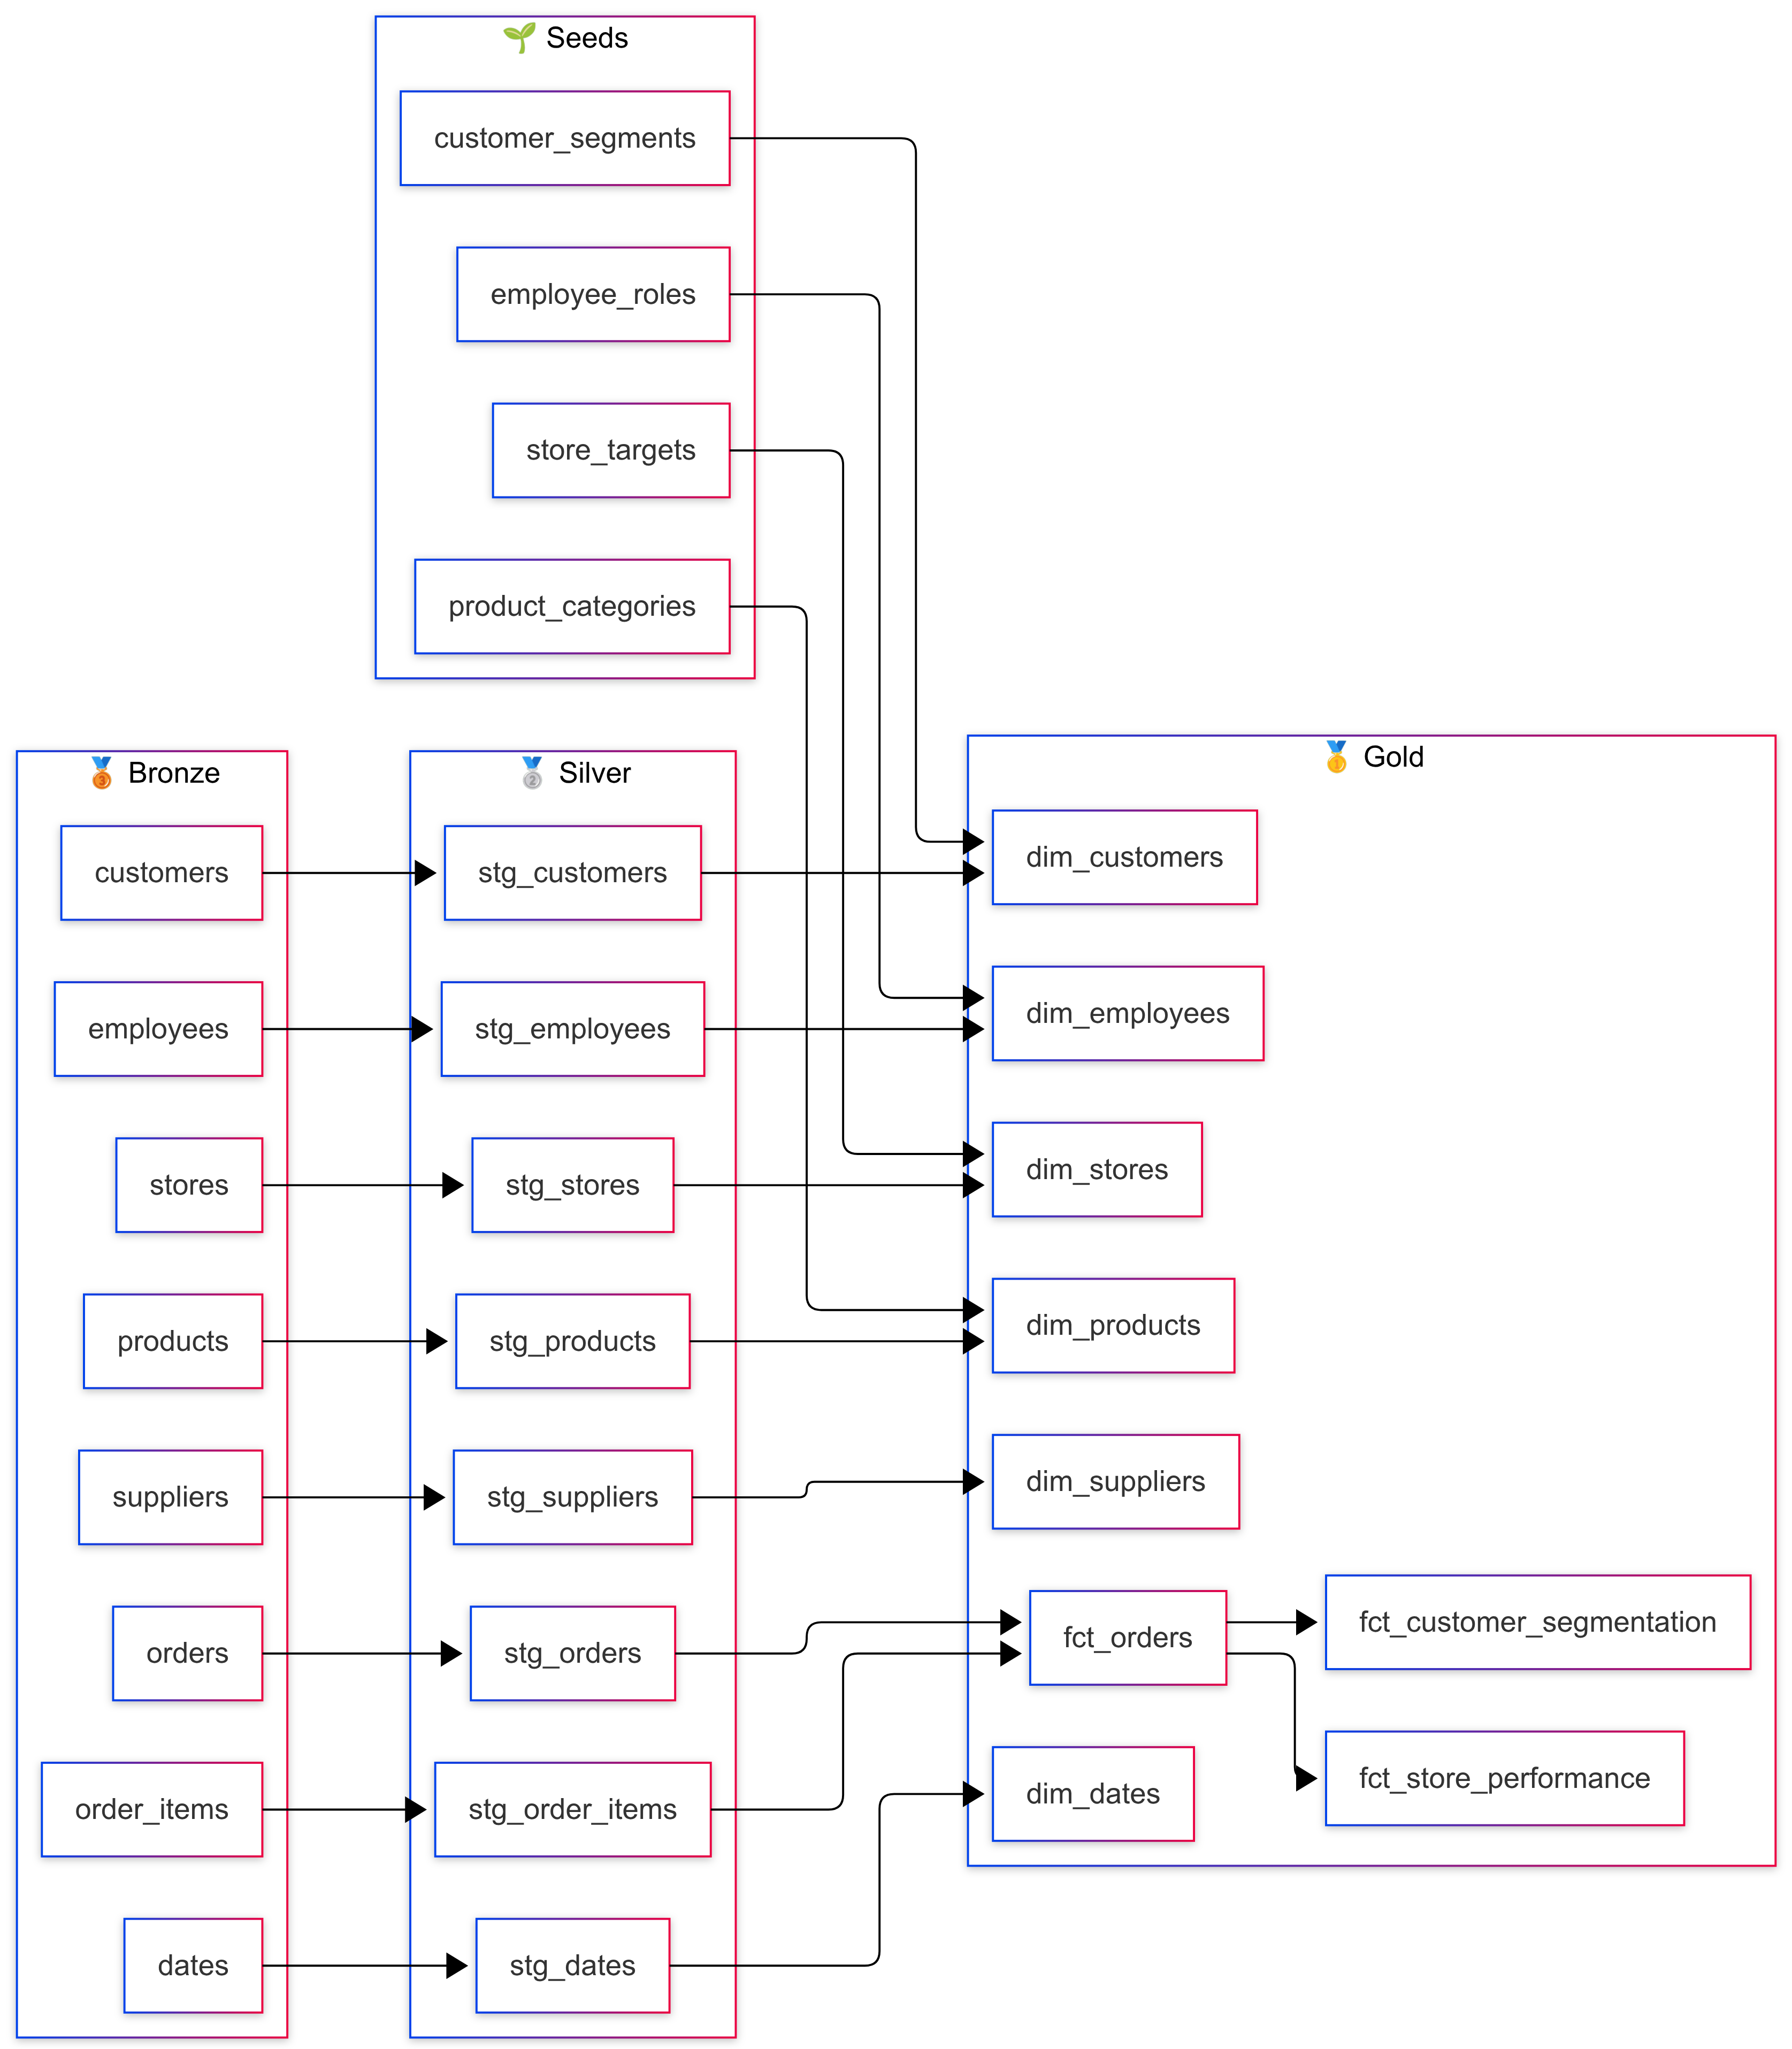 🌱 Seeds
customer_segments
employee_roles
store_targets
product_categories
🥉 Bronze
customers
employees
stores
products
suppliers
orders
order_items
dates
🥈 Silver
stg_customers
stg_employees
stg_stores
stg_products
stg_suppliers
stg_orders
stg_order_items
stg_dates
🥇 Gold
dim_customers
dim_employees
dim_stores
dim_products
dim_suppliers
fct_orders
dim_dates
fct_customer_segmentation
fct_store_performance